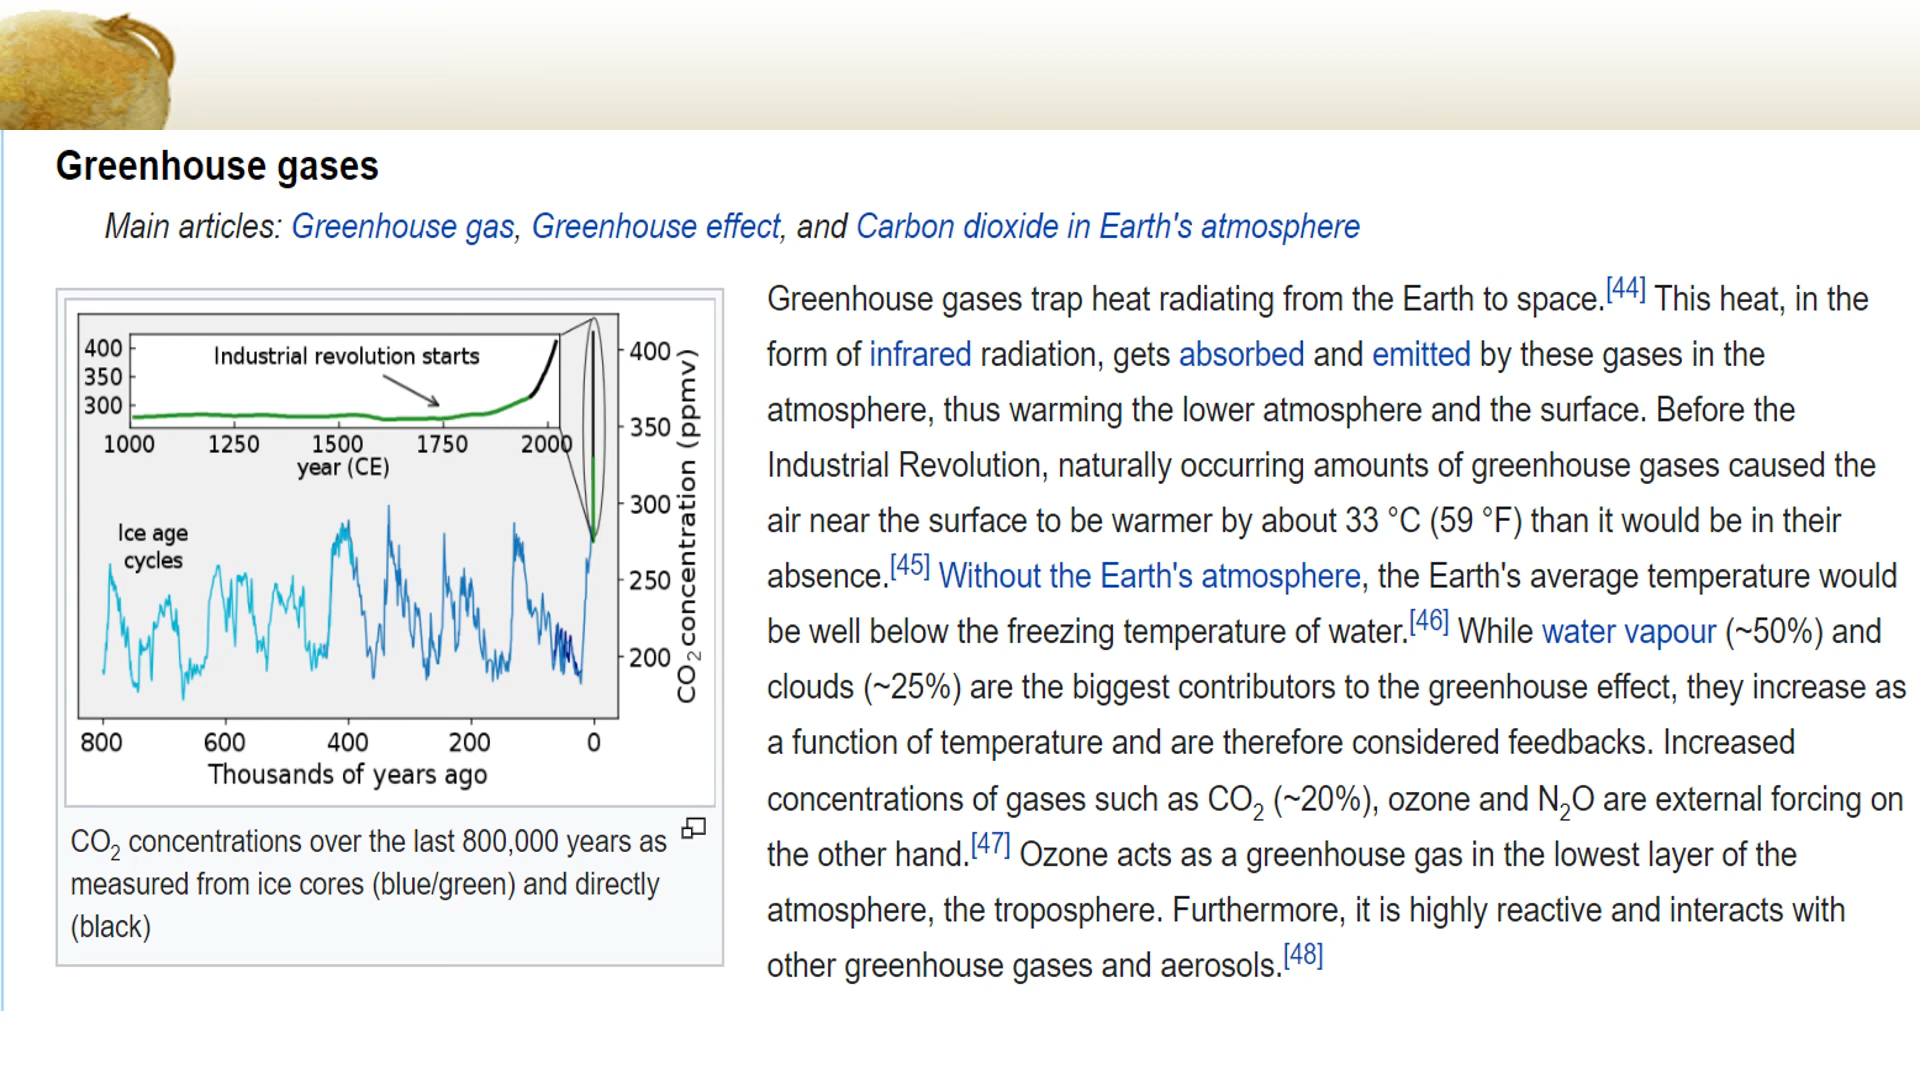 Greenhouse gases
Main articles: Greenhouse gas, Greenhouse effect, and Carbon dioxide in Earth's atmosphere
400
350
300
Industrial revolution starts
1000 1250 1500 1750 2000
year (CE)
Ice age
cycles
400
350
300
250
200
CO2 concentration (ppmv)
800 600 400 200 0
Thousands of years ago
CO2 concentrations over the last 800,000 years as
measured from ice cores (blue/green) and directly
(black)
Greenhouse gases trap heat radiating from the Earth to space.[44] This heat, in the
form of infrared radiation, gets absorbed and emitted by these gases in the
atmosphere, thus warming the lower atmosphere and the surface. Before the
Industrial Revolution, naturally occurring amounts of greenhouse gases caused the
air near the surface to be warmer by about 33 °C (59 °F) than it would be in their
absence.[45] Without the Earth's atmosphere, the Earth's average temperature would
be well below the freezing temperature of water.[46] While water vapour (~50%) and
clouds (~25%) are the biggest contributors to the greenhouse effect, they increase as
a function of temperature and are therefore considered feedbacks. Increased
concentrations of gases such as CO2 (~20%), ozone and N2O are external forcing on
the other hand.[47] Ozone acts as a greenhouse gas in the lowest layer of the
atmosphere, the troposphere. Furthermore, it is highly reactive and interacts with
other greenhouse gases and aerosols.[48]